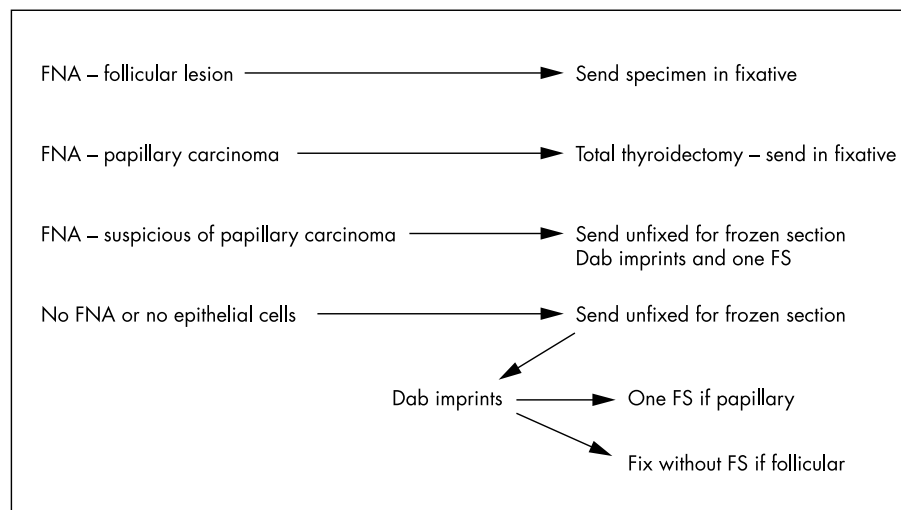 FNA – follicular lesion
Send specimen in fixative
FNA – papillary carcinoma
Total thyroidectomy – send in fixative
FNA – suspicious of papillary carcinoma
Send unfixed for frozen section
Dab imprints and one FS
No FNA or no epithelial cells
Send unfixed for frozen section
Dab imprints
One FS if papillary
Fix without FS if follicular